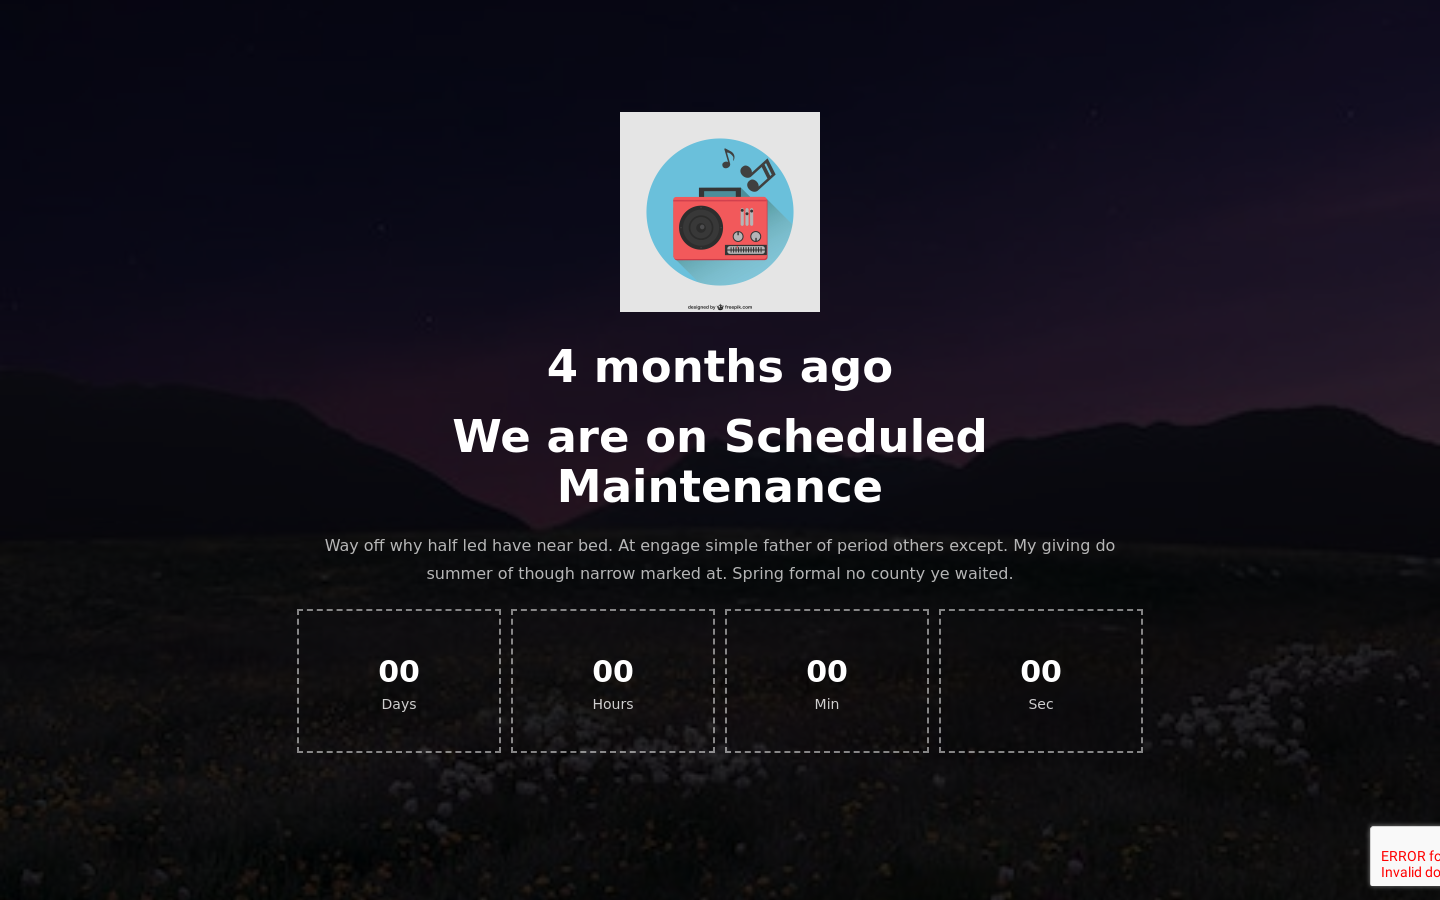 designed by freepik.com
4 months ago
We are on Scheduled
Maintenance
Way off why half led have near bed. At engage simple father of period others except. My giving do
summer of though narrow marked at. Spring formal no county ye waited.
00 00 00 00
Days Hours Min Sec
ERROR fo
Invalid do